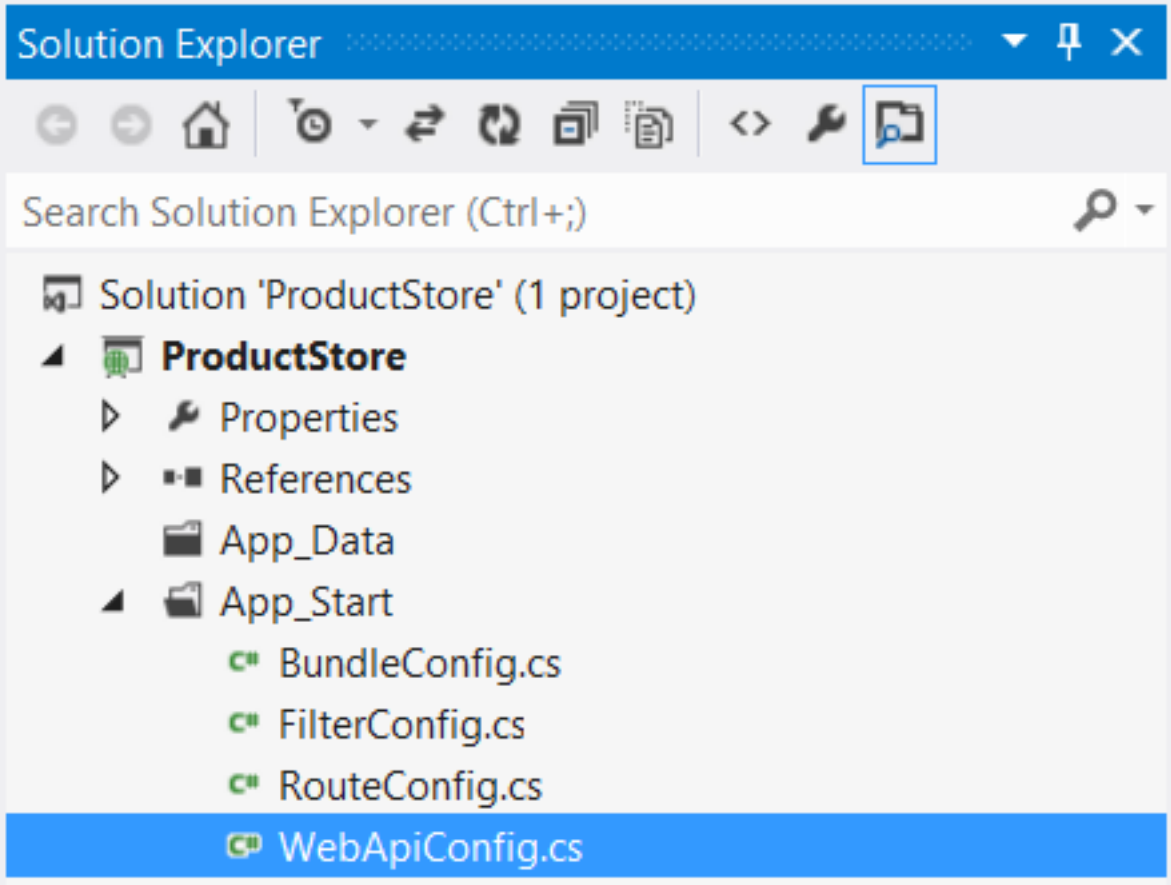 Solution Explorer
Search Solution Explorer (Ctrl+;)
Solution 'ProductStore' (1 project)
ProductStore
Properties
References
App_Data
App_Start
C# BundleConfig.cs
C# FilterConfig.cs
C# RouteConfig.cs
C# WebApiConfig.cs